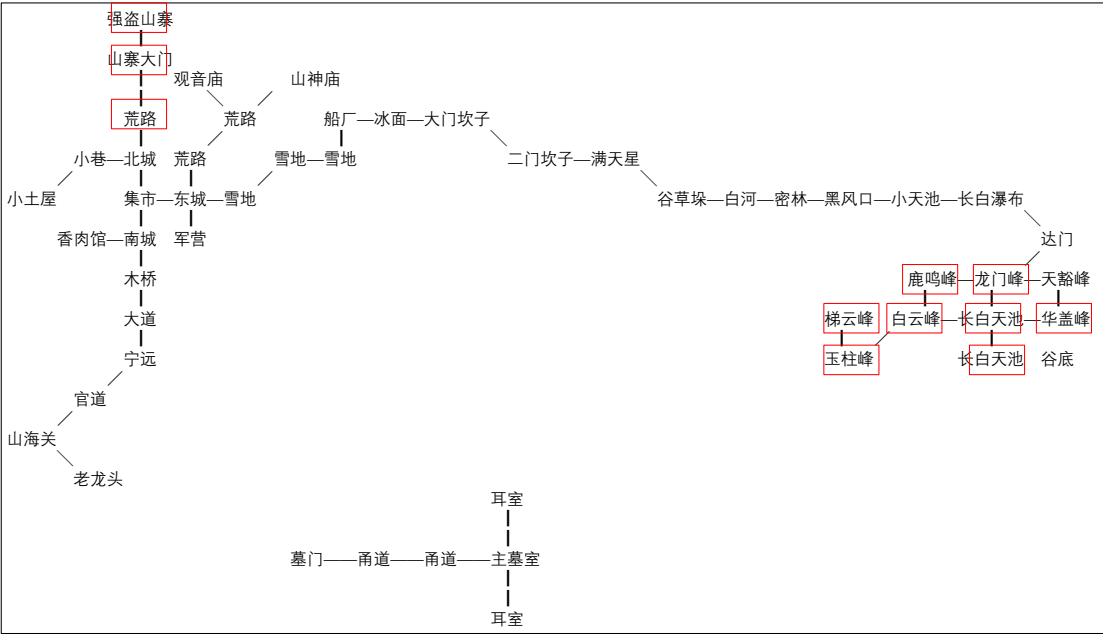 强盗山寨
山寨大门
观音庙 山神庙
荒路 荒路 船厂—冰面—大门坎子
小巷—北城 荒路 雪地—雪地 二门坎子—满天星
小土屋 集市—东城—雪地 谷草垛—白河—密林—黑风口—小天池—长白瀑布
香肉馆—南城 军营 达门
木桥 鹿鸣峰—龙门峰—天豁峰
大道 梯云峰 白云峰—长白天池—华盖峰
宁远 玉柱峰 长白天池 谷底
官道
山海关
老龙头
耳室
墓门——甬道——甬道——主墓室
耳室